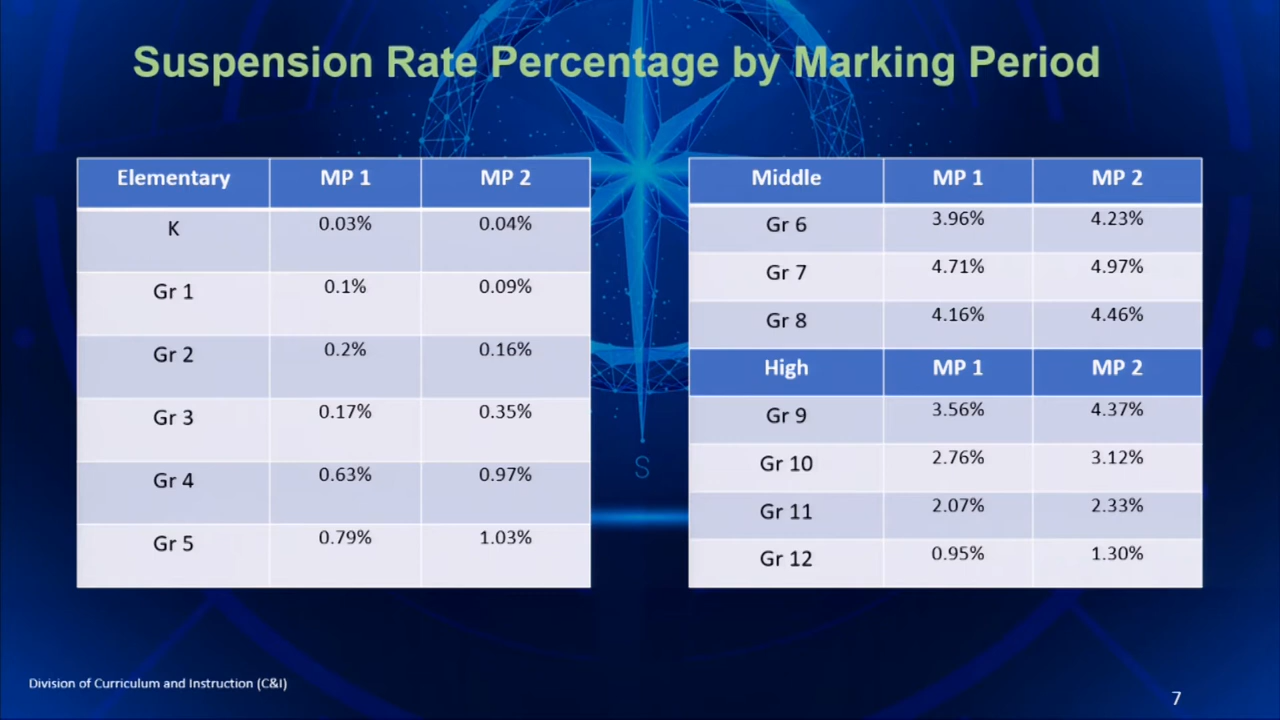 Suspension Rate Percentage by Marking Period
Elementary MP 1 MP 2
K 0.03% 0.04%
Gr 1 0.1% 0.09%
Gr 2 0.2% 0.16%
Gr 3 0.17% 0.35%
Gr 4 0.63% 0.97%
Gr 5 0.79% 1.03%
Middle MP 1 MP 2
Gr 6 3.96% 4.23%
Gr 7 4.71% 4.97%
Gr 8 4.16% 4.46%
High MP 1 MP 2
Gr 9 3.56% 4.37%
Gr 10 2.76% 3.12%
Gr 11 2.07% 2.33%
Gr 12 0.95% 1.30%
S
Division of Curriculum and Instruction (C&I)
7